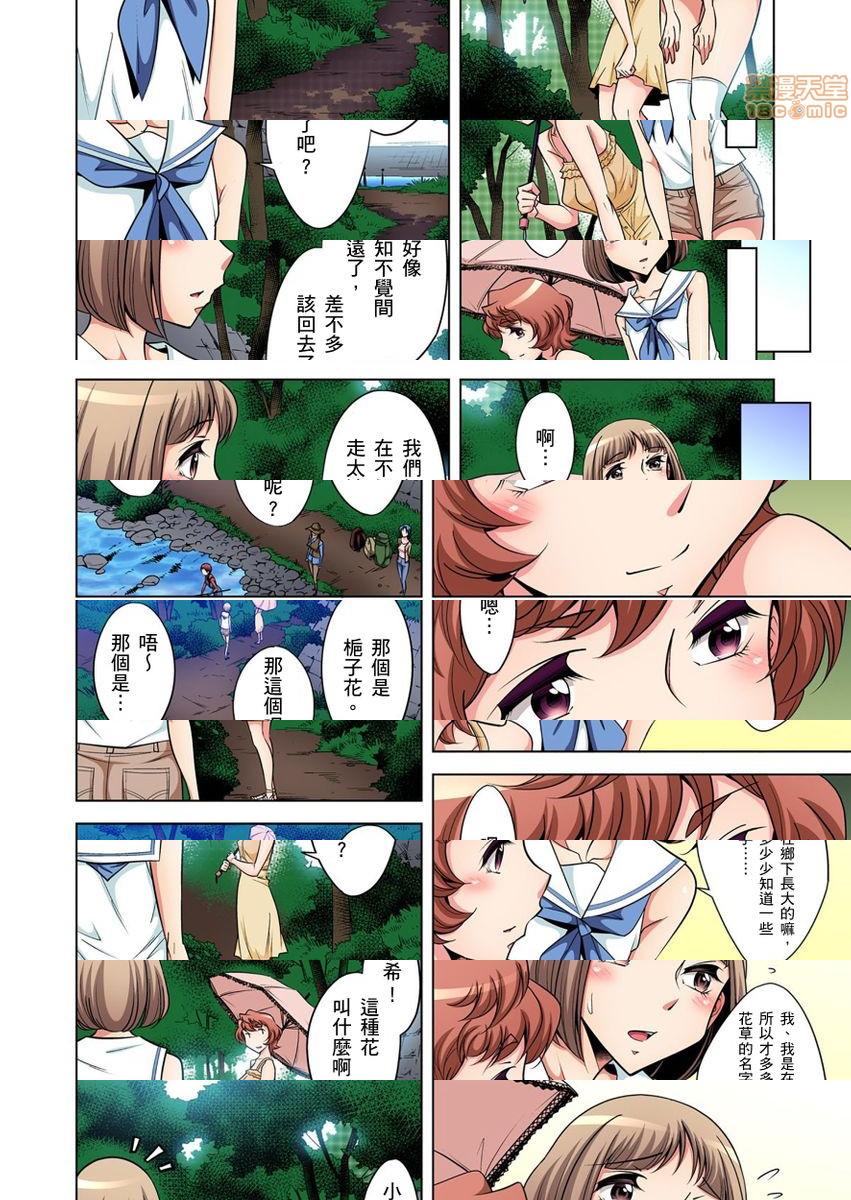 禁漫天堂
18comic
了吧?
好像
知不覺間
遠了,
差不多
該回去了
我們
在不
走太
啊…
呢?
嗯…
那個是
梔子花。
那這個
唔～
那個是…
?
鄉下長大的嘛,
少少知道一些
希!
這種花
叫什麼啊
我、我是在
所以才多多
花草的名字
小